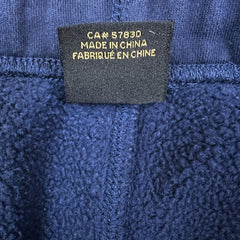 CA# 57830
MADE IN CHINA
FABRIQUÉ EN CHINE